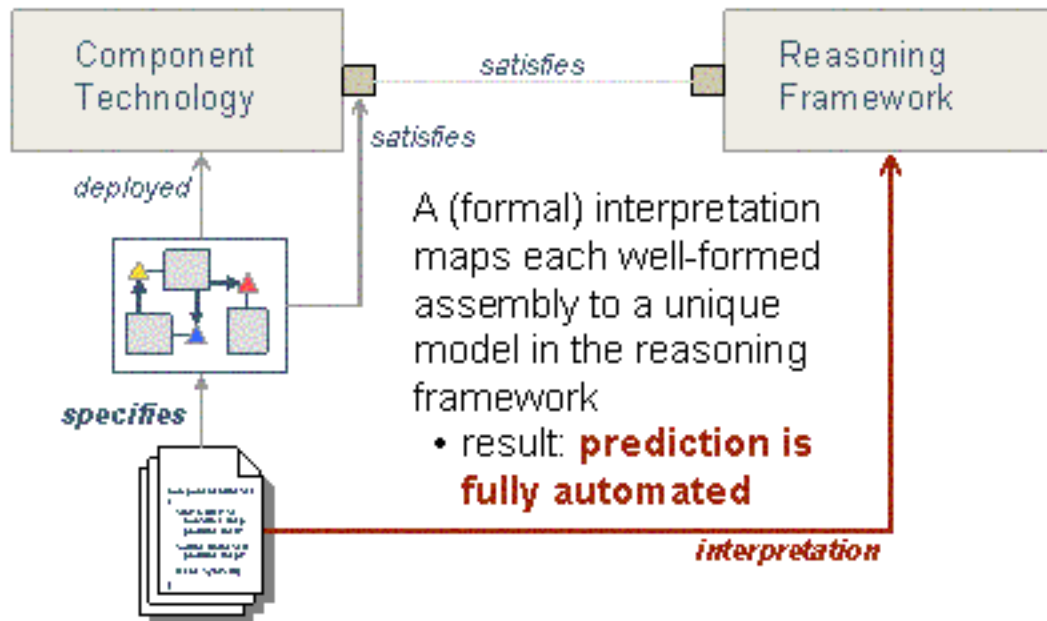 Component
Technology
satisfies
Reasoning
Framework
satisfies
deployed
A (formal) interpretation
maps each well-formed
assembly to a unique
model in the reasoning
framework
• result: prediction is
fully automated
specifies
interpretation